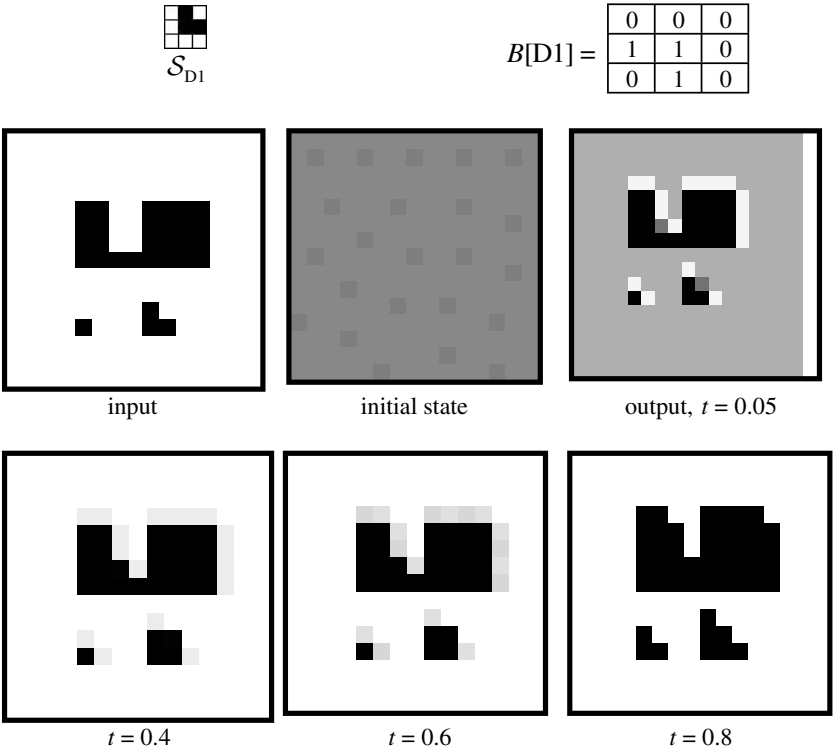 𝒮D1
B[D1] =
0 0 0
1 1 0
0 1 0
input
initial state
output, t = 0.05
t = 0.4
t = 0.6
t = 0.8